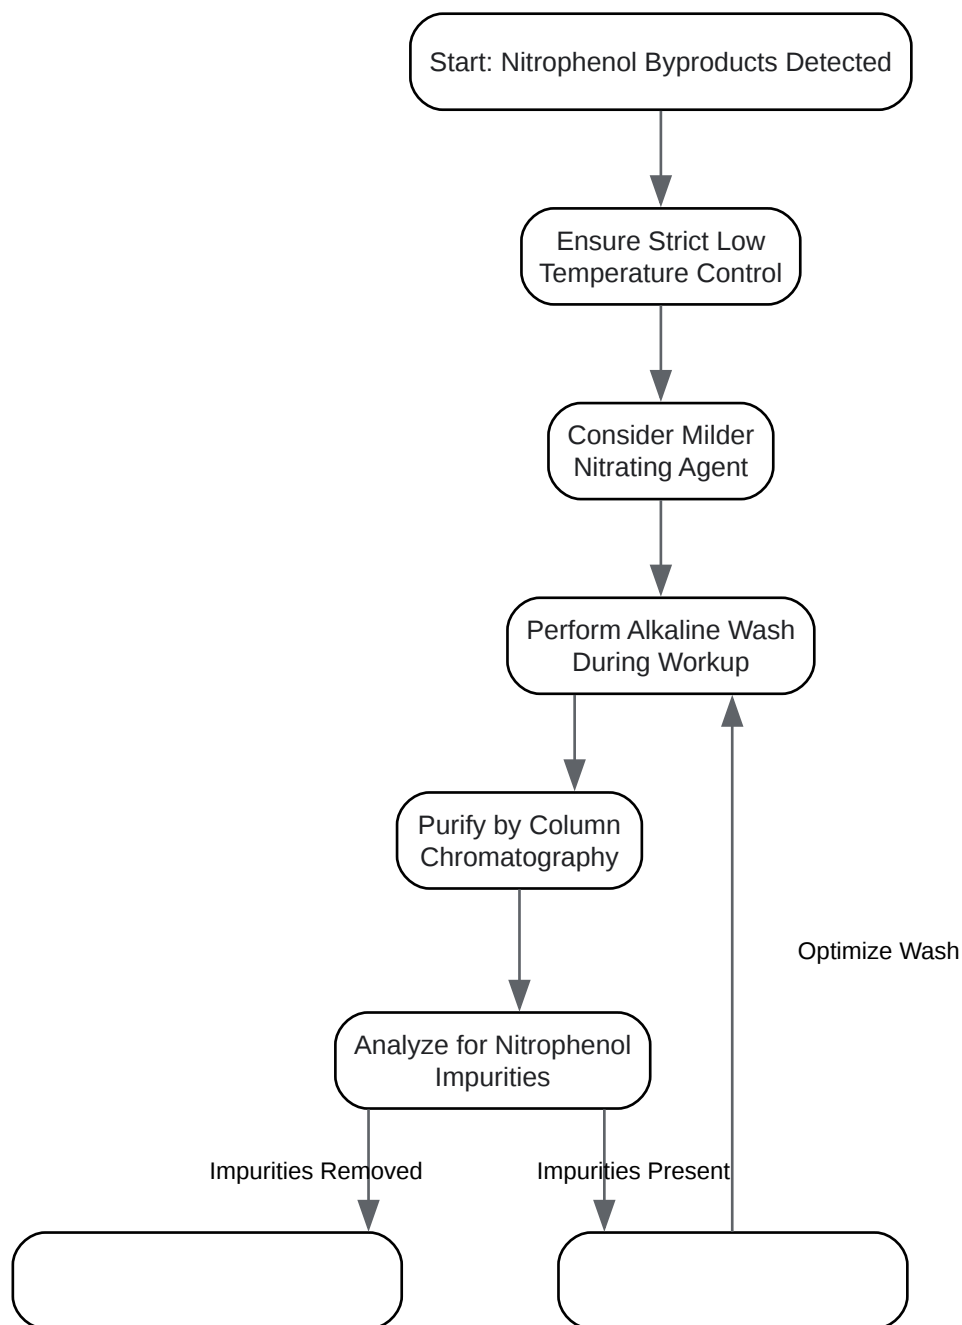 Start: Nitrophenol Byproducts Detected
Ensure Strict Low
Temperature Control
Consider Milder
Nitrating Agent
Perform Alkaline Wash
During Workup
Purify by Column
Chromatography
Optimize Wash
Analyze for Nitrophenol
Impurities
Impurities Removed
Impurities Present